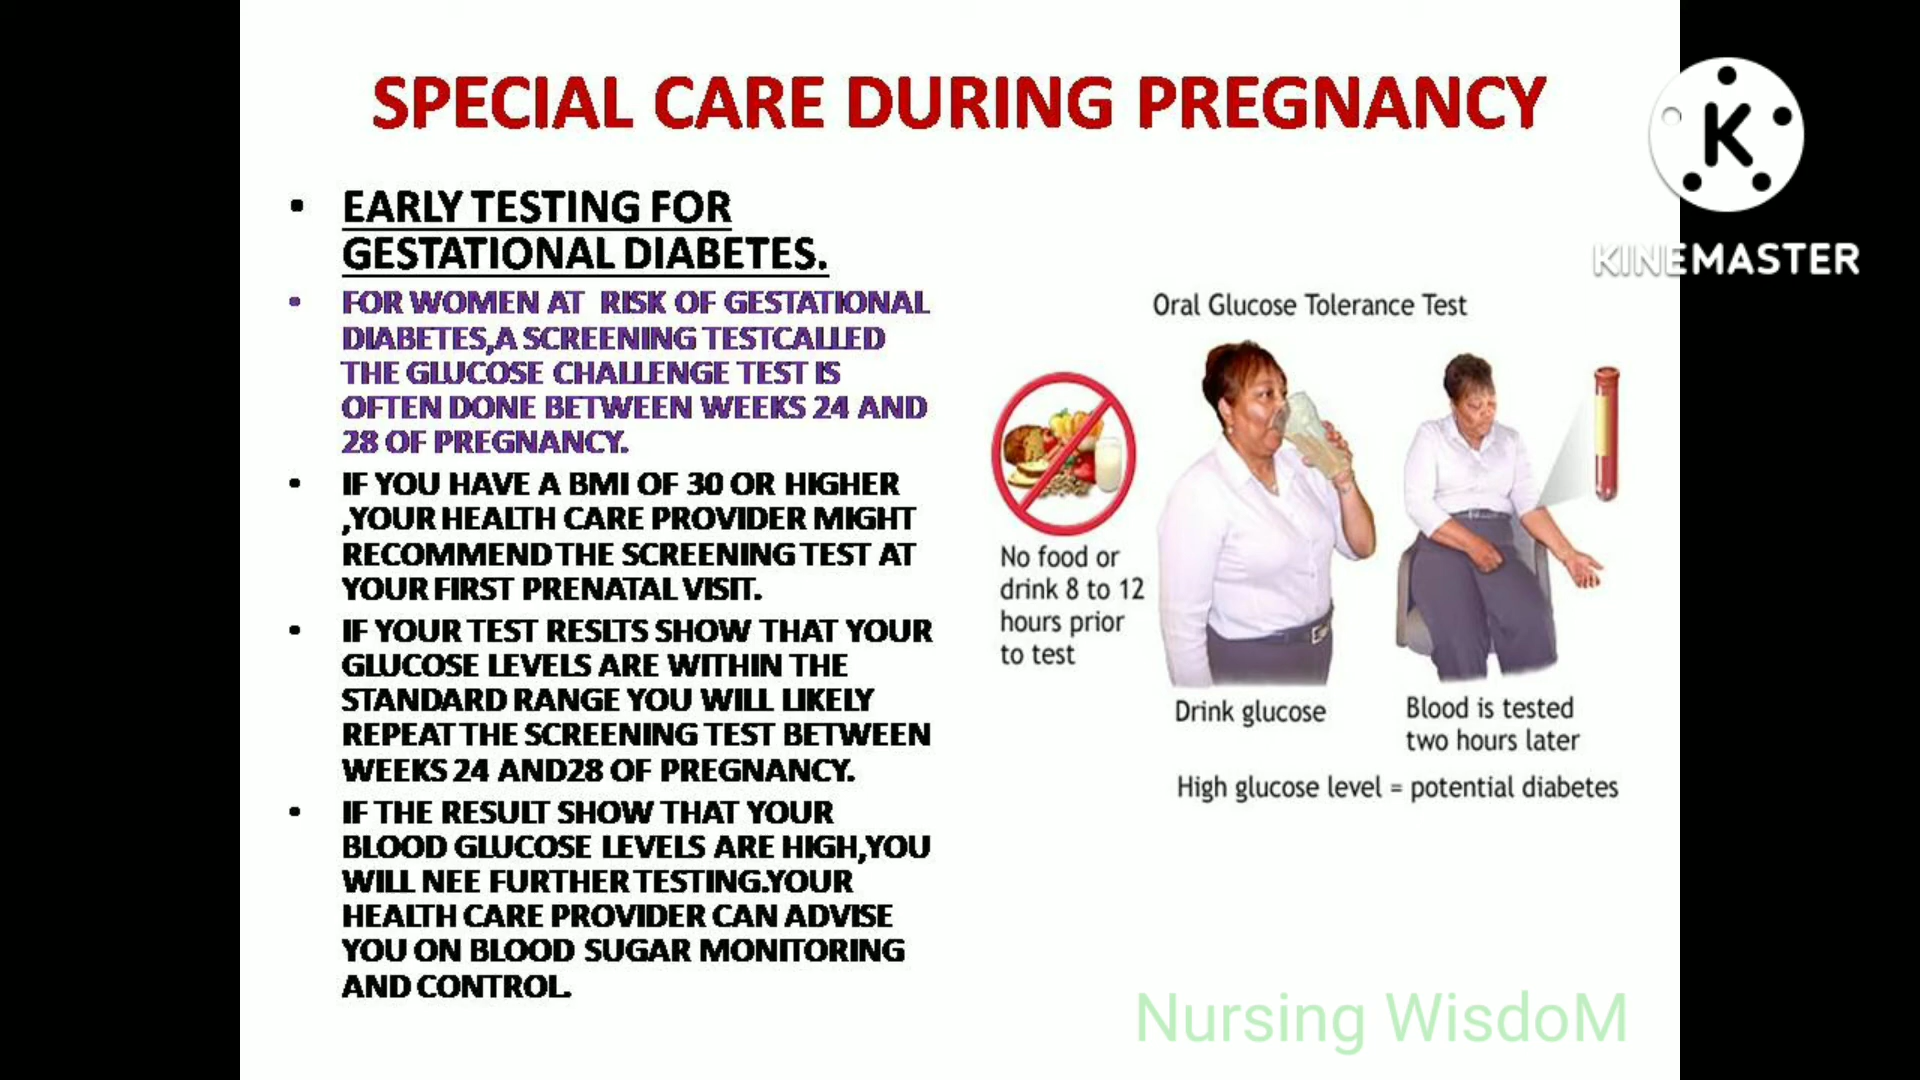 SPECIAL CARE DURING PREGNANCY
• EARLY TESTING FOR
GESTATIONAL DIABETES.
• FOR WOMEN AT RISK OF GESTATIONAL
DIABETES,A SCREENING TESTCALLED
THE GLUCOSE CHALLENGE TEST IS
OFTEN DONE BETWEEN WEEKS 24 AND
28 OF PREGNANCY.
• IF YOU HAVE A BMI OF 30 OR HIGHER
,YOUR HEALTH CARE PROVIDER MIGHT
RECOMMEND THE SCREENING TEST AT
YOUR FIRST PRENATAL VISIT.
• IF YOUR TEST RESLTS SHOW THAT YOUR
GLUCOSE LEVELS ARE WITHIN THE
STANDARD RANGE YOU WILL LIKELY
REPEAT THE SCREENING TEST BETWEEN
WEEKS 24 AND28 OF PREGNANCY.
• IF THE RESULT SHOW THAT YOUR
BLOOD GLUCOSE LEVELS ARE HIGH,YOU
WILL NEE FURTHER TESTING.YOUR
HEALTH CARE PROVIDER CAN ADVISE
YOU ON BLOOD SUGAR MONITORING
AND CONTROL.
Oral Glucose Tolerance Test
No food or
drink 8 to 12
hours prior
to test
Drink glucose
Blood is tested
two hours later
High glucose level = potential diabetes
K
KINEMASTER
Nursing WisdoM